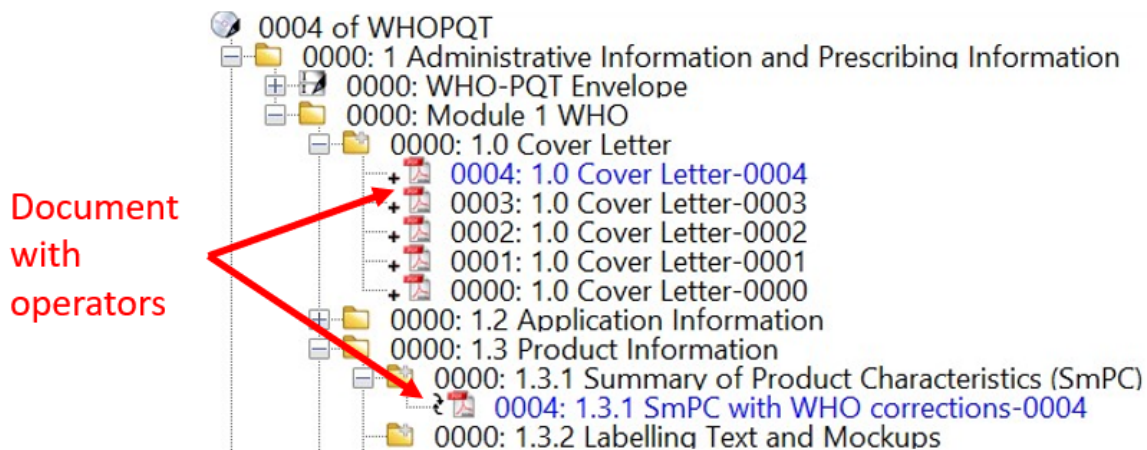 0004 of WHOPQT
0000: 1 Administrative Information and Prescribing Information
0000: WHO-PQT Envelope
0000: Module 1 WHO
0000: 1.0 Cover Letter
0004: 1.0 Cover Letter-0004
0003: 1.0 Cover Letter-0003
0002: 1.0 Cover Letter-0002
0001: 1.0 Cover Letter-0001
0000: 1.0 Cover Letter-0000
0000: 1.2 Application Information
0000: 1.3 Product Information
0000: 1.3.1 Summary of Product Characteristics (SmPC)
0004: 1.3.1 SmPC with WHO corrections-0004
0000: 1.3.2 Labelling Text and Mockups
Document
with
operators